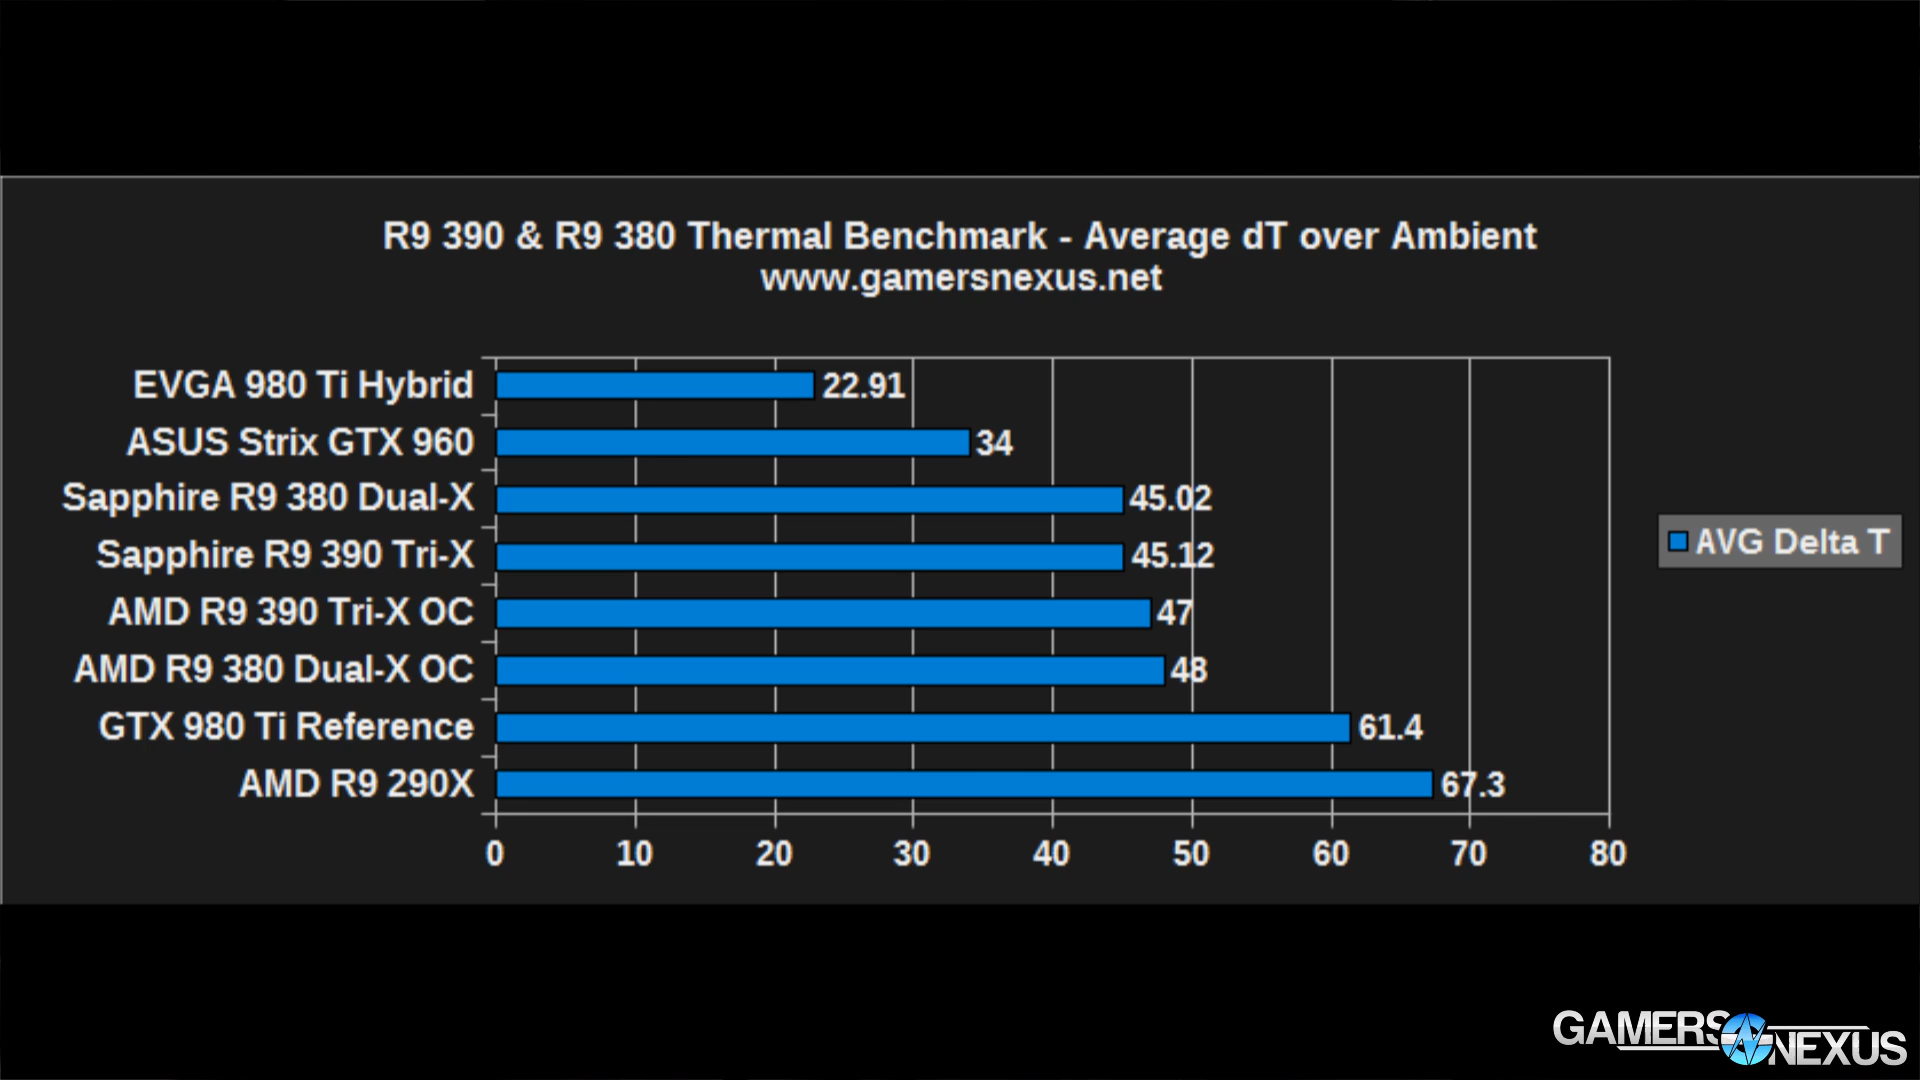 R9 390 & R9 380 Thermal Benchmark - Average dT over Ambient
www.gamersnexus.net
EVGA 980 Ti Hybrid 22.91
ASUS Strix GTX 960 34
Sapphire R9 380 Dual-X 45.02
Sapphire R9 390 Tri-X 45.12
AMD R9 390 Tri-X OC 47
AMD R9 380 Dual-X OC 48
GTX 980 Ti Reference 61.4
AMD R9 290X 67.3
0 10 20 30 40 50 60 70 80
AVG Delta T
GAMERS
NEXUS